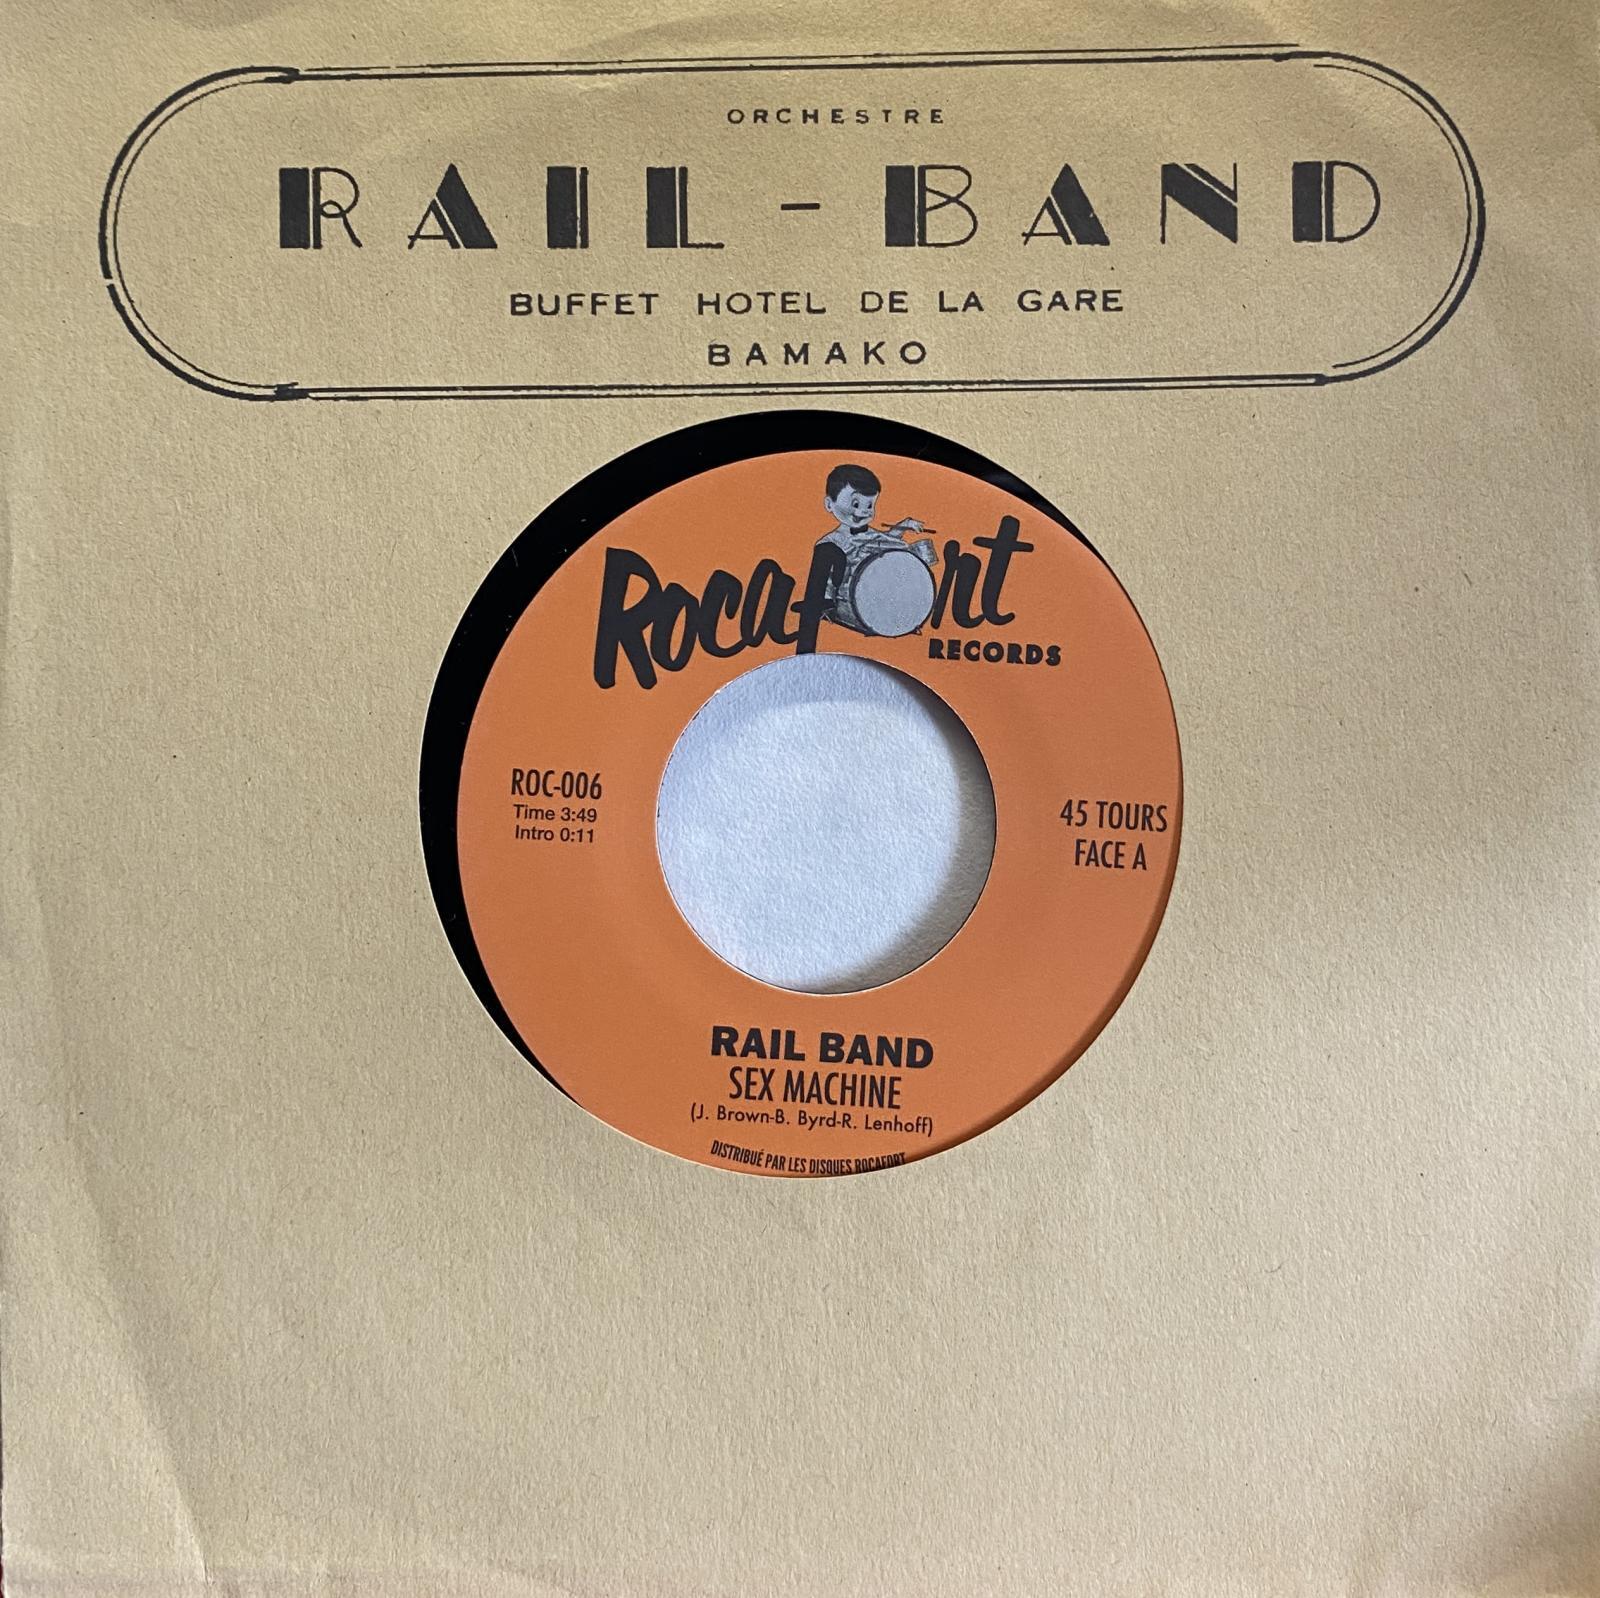 ORCHESTRE
RAIL-BAND
BUFFET HOTEL DE LA GARE
BAMAKO
Rocafort
RECORDS
ROC-006
Time 3:49
Intro 0:11
45 TOURS
FACE A
RAIL BAND
SEX MACHINE
(J. Brown-B. Byrd-R. Lenhoff)
DISTRIBUÉ PAR LES DISQUES ROCAFORT